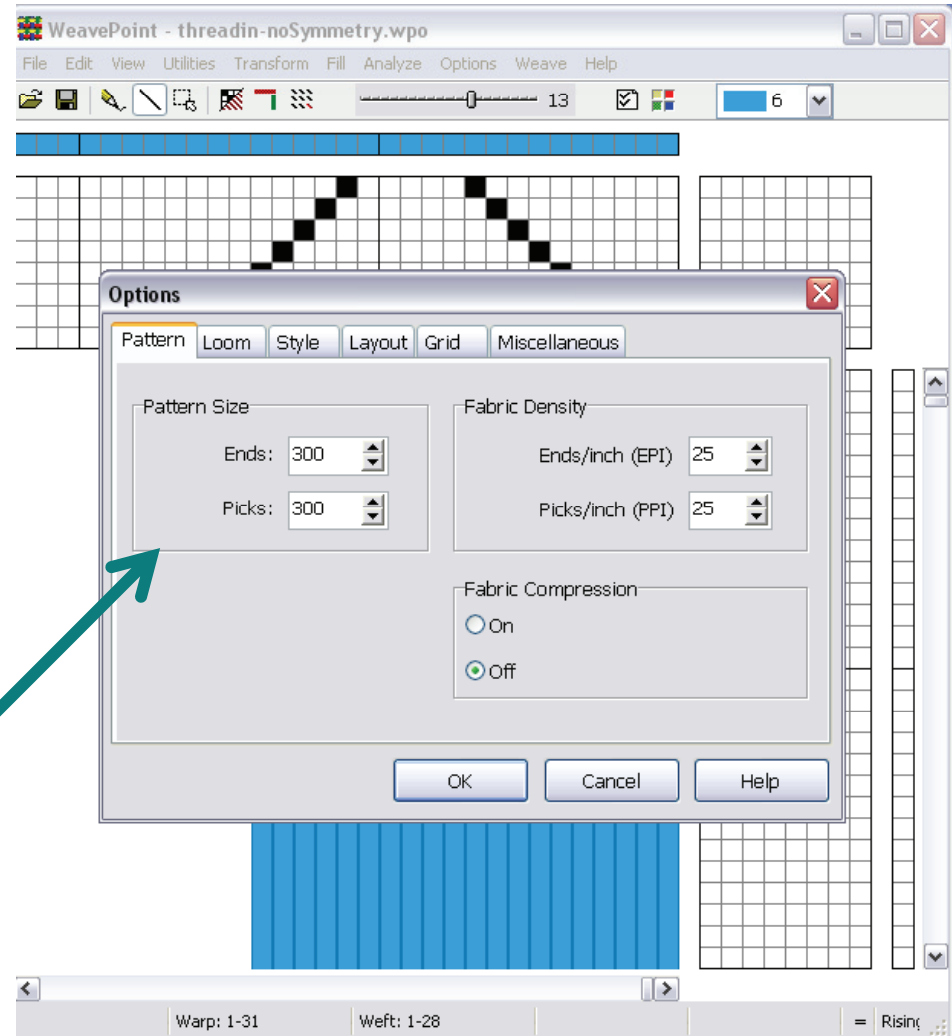 WeavePoint - threadin-noSymmetry.wpo
File Edit View Utilities Transform Fill Analyze Options Weave Help
13 6
Options
Pattern Loom Style Layout Grid Miscellaneous
Pattern Size Fabric Density
Ends: 300 Ends/inch (EPI) 25
Picks: 300 Picks/inch (PPI) 25
Fabric Compression
On
Off
OK Cancel Help
Warp: 1-31 Weft: 1-28 =